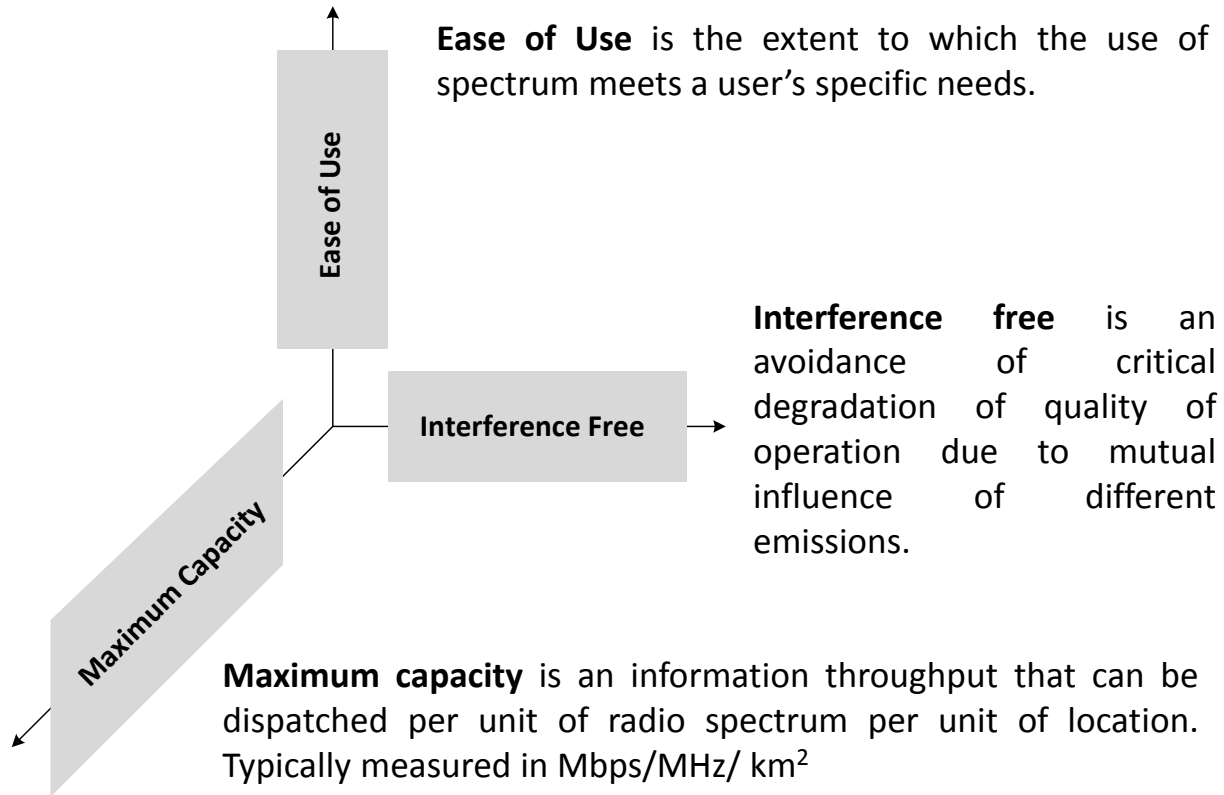 Ease of Use is the extent to which the use of
spectrum meets a user’s specific needs.
Ease of Use
Interference free is an
avoidance of critical
degradation of quality of
operation due to mutual
influence of different
emissions.
Interference Free
Maximum Capacity
Maximum capacity is an information throughput that can be
dispatched per unit of radio spectrum per unit of location.
Typically measured in Mbps/MHz/ km²